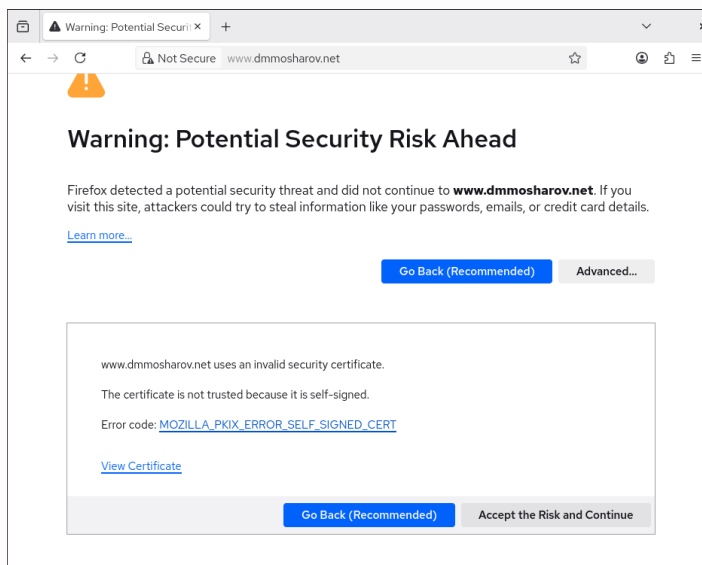 Warning: Potential Securi
Not Secure www.dmmosharov.net
Warning: Potential Security Risk Ahead
Firefox detected a potential security threat and did not continue to www.dmmosharov.net. If you
visit this site, attackers could try to steal information like your passwords, emails, or credit card details.
Learn more...
Go Back (Recommended) Advanced...
www.dmmosharov.net uses an invalid security certificate.
The certificate is not trusted because it is self-signed.
Error code: MOZILLA_PKIX_ERROR_SELF_SIGNED_CERT
View Certificate
Go Back (Recommended) Accept the Risk and Continue